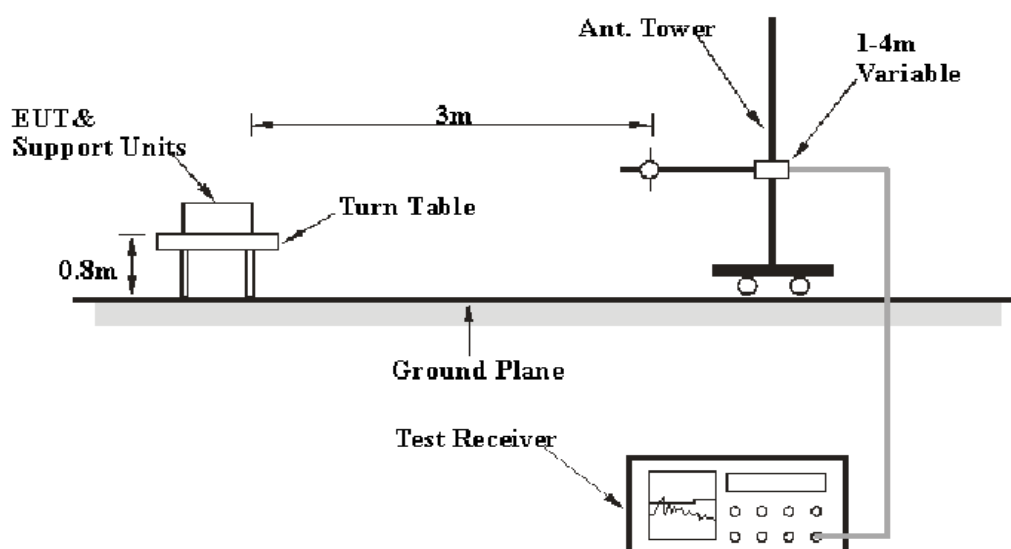 Ant. Tower
1-4m
Variable
3m
EUT&
Support Units
Turn Table
0.8m
Ground Plane
Test Receiver